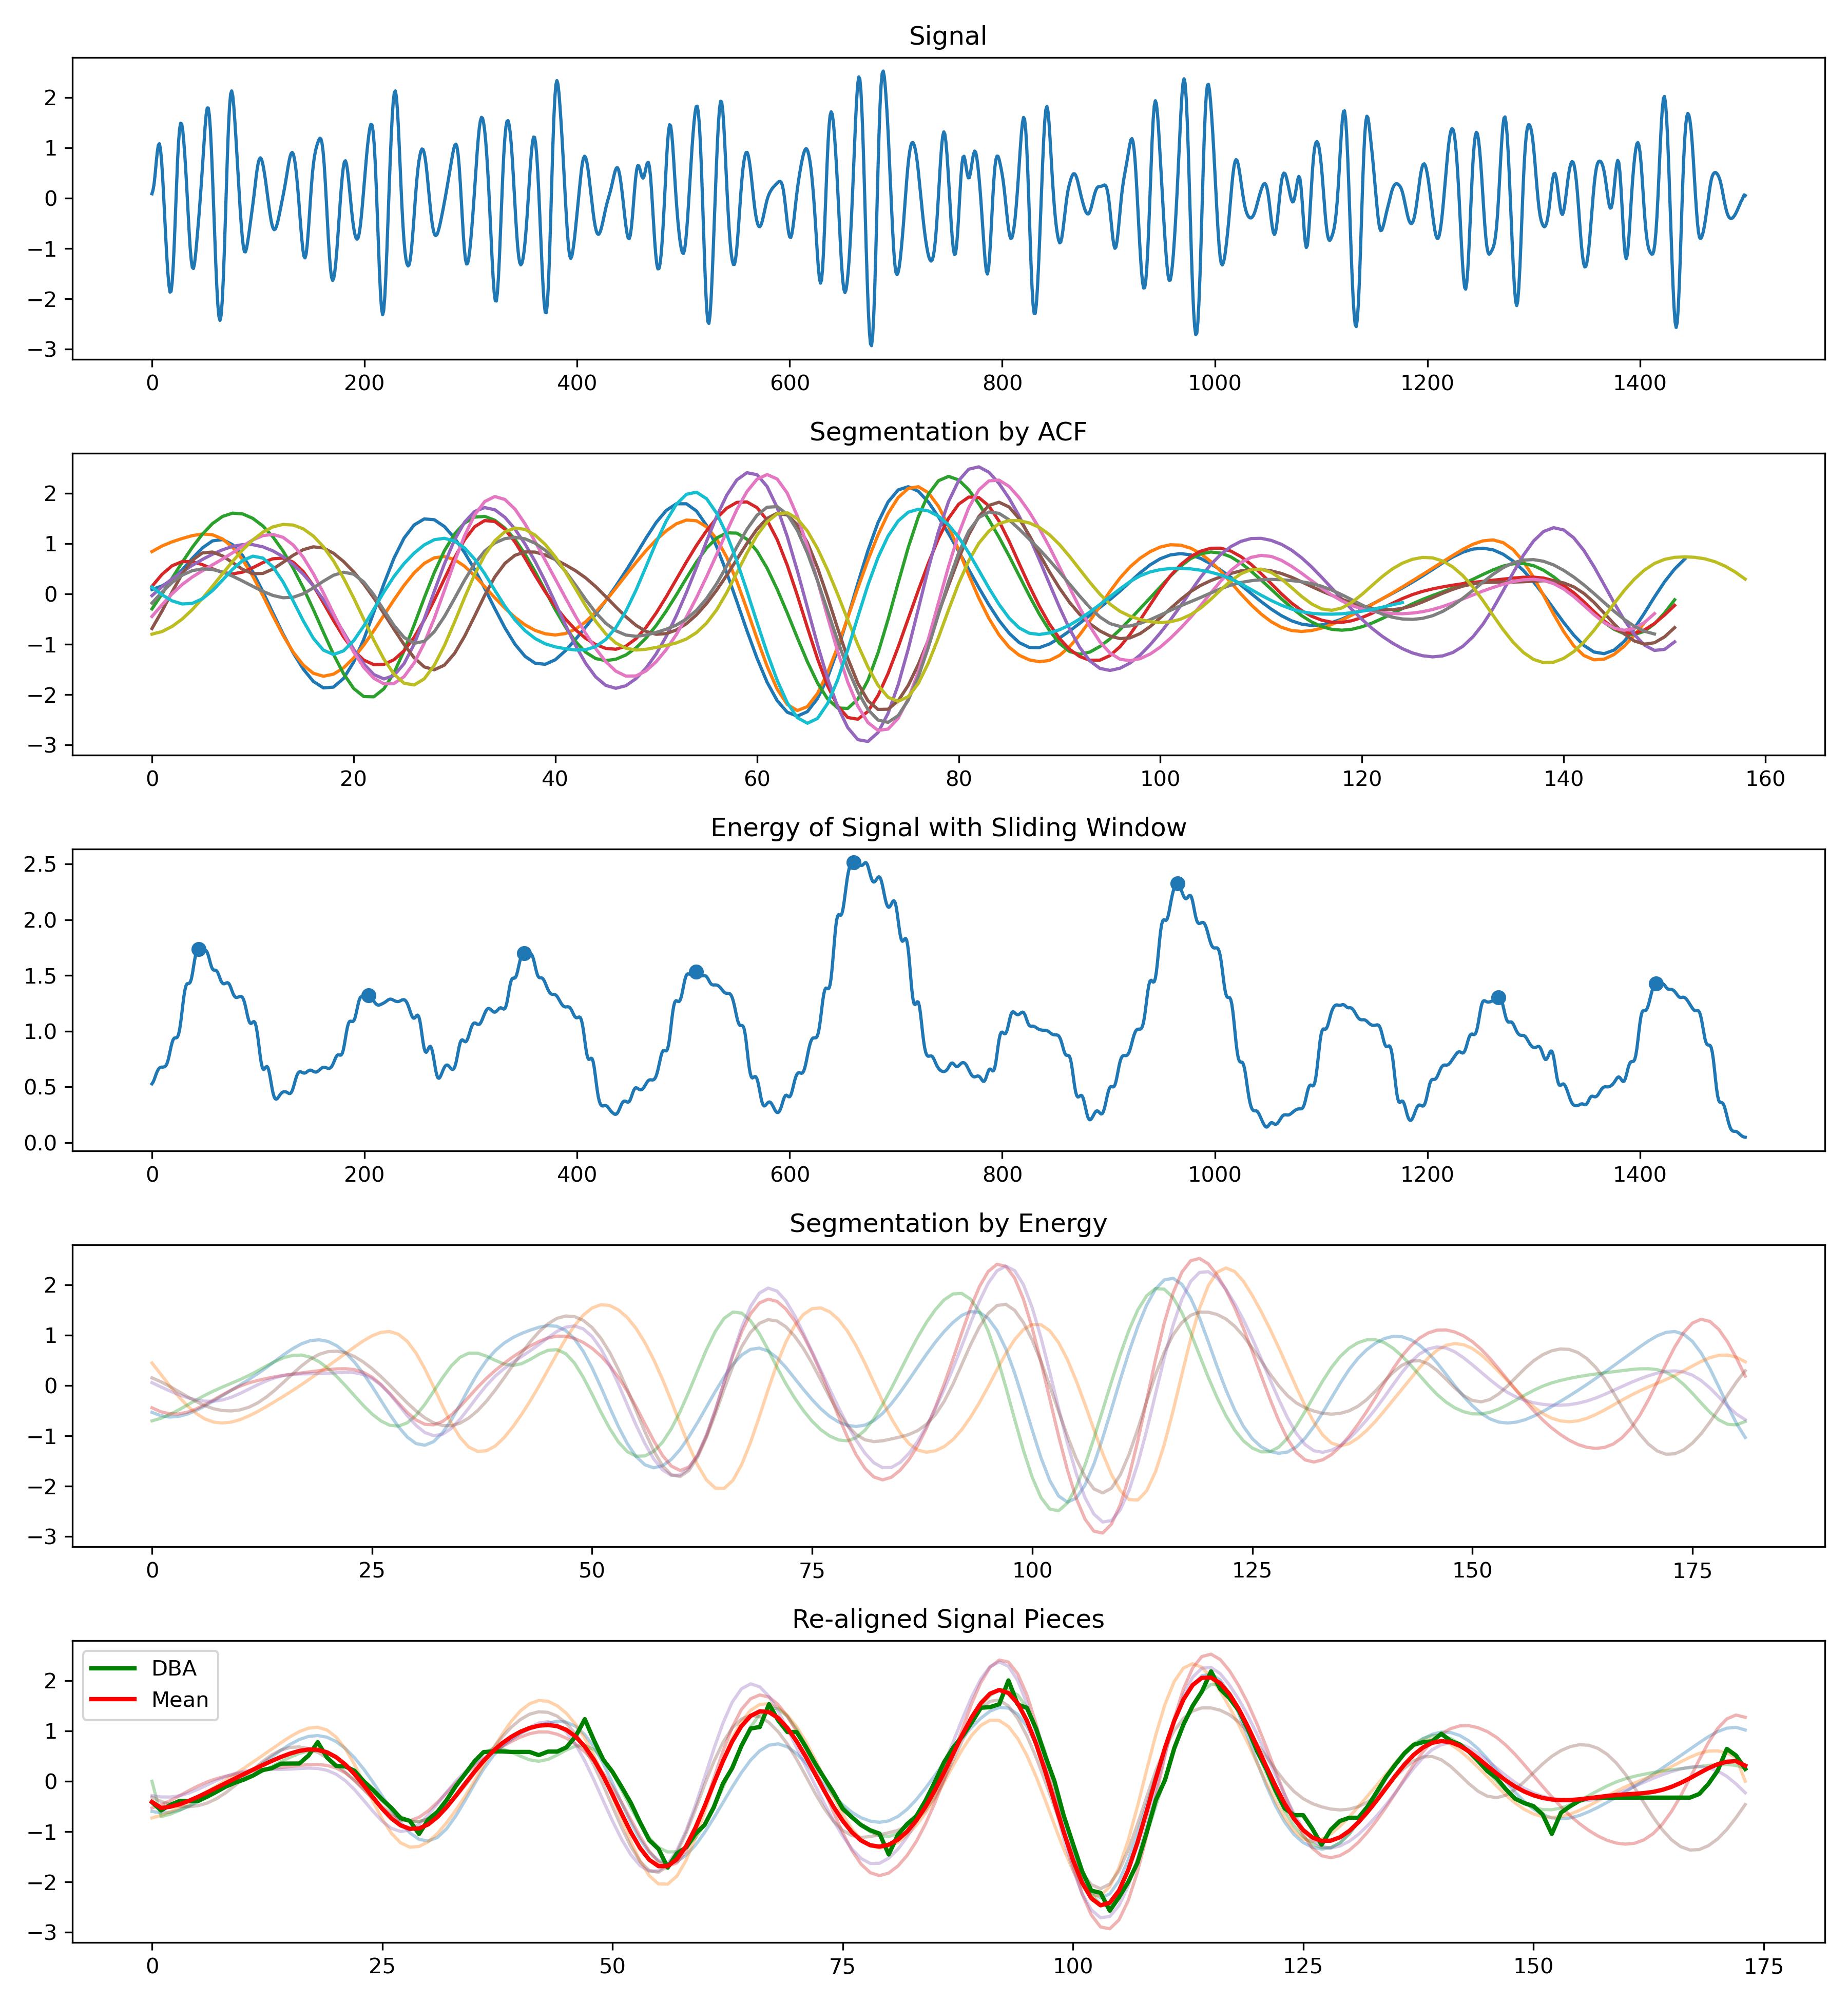 Signal
2
1
0
−1
−2
−3
0 200 400 600 800 1000 1200 1400
Segmentation by ACF
2
1
0
−1
−2
−3
0 20 40 60 80 100 120 140 160
Energy of Signal with Sliding Window
2.5
2.0
1.5
1.0
0.5
0.0
0 200 400 600 800 1000 1200 1400
Segmentation by Energy
2
1
0
−1
−2
−3
0 25 50 75 100 125 150 175
Re-aligned Signal Pieces
DBA
Mean
2
1
0
−1
−2
−3
0 25 50 75 100 125 150 175